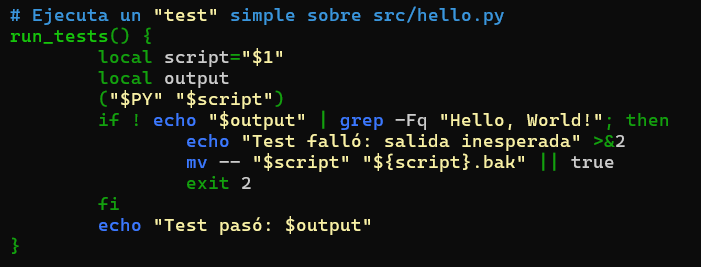 # Ejecuta un "test" simple sobre src/hello.py
run_tests() {
        local script="$1"
        local output
        ("$PY" "$script")
        if ! echo "$output" | grep -Fq "Hello, World!"; then
                echo "Test falló: salida inesperada" >&2
                mv -- "$script" "${script}.bak" || true
                exit 2
        fi
        echo "Test pasó: $output"
}